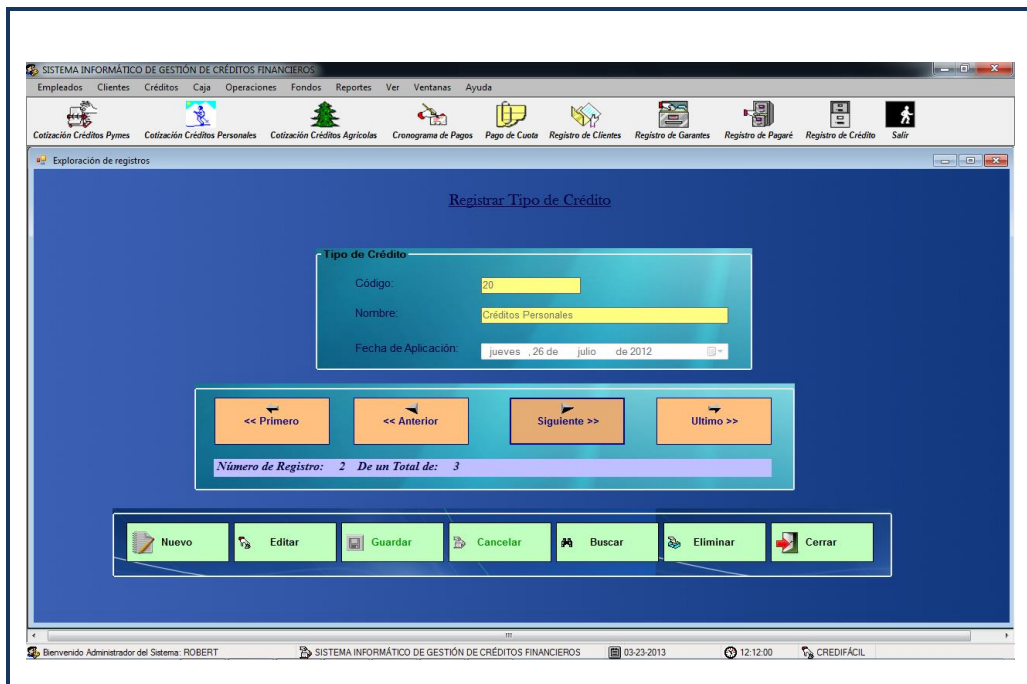 SISTEMA INFORMÁTICO DE GESTIÓN DE CRÉDITOS FINANCIEROS
Empleados Clientes Créditos Caja Operaciones Fondos Reportes Ver Ventanas Ayuda
Cotización Créditos Pymes Cotización Créditos Personales Cotización Créditos Agrícolas Cronograma de Pagos Pago de Cuota Registro de Clientes Registro de Garantes Registro de Pagaré Registro de Crédito Salir
Exploración de registros
Registrar Tipo de Crédito
Tipo de Crédito
Código: 20
Nombre: Créditos Personales
Fecha de Aplicación: jueves , 26 de julio de 2012
<< Primero << Anterior Siguiente >> Ultimo >>
Número de Registro: 2 De un Total de: 3
Nuevo Editar Guardar Cancelar Buscar Eliminar Cerrar
Bienvenido Administrador del Sistema: ROBERT SISTEMA INFORMÁTICO DE GESTIÓN DE CRÉDITOS FINANCIEROS 03-23-2013 12:12:00 CREDIFÁCIL